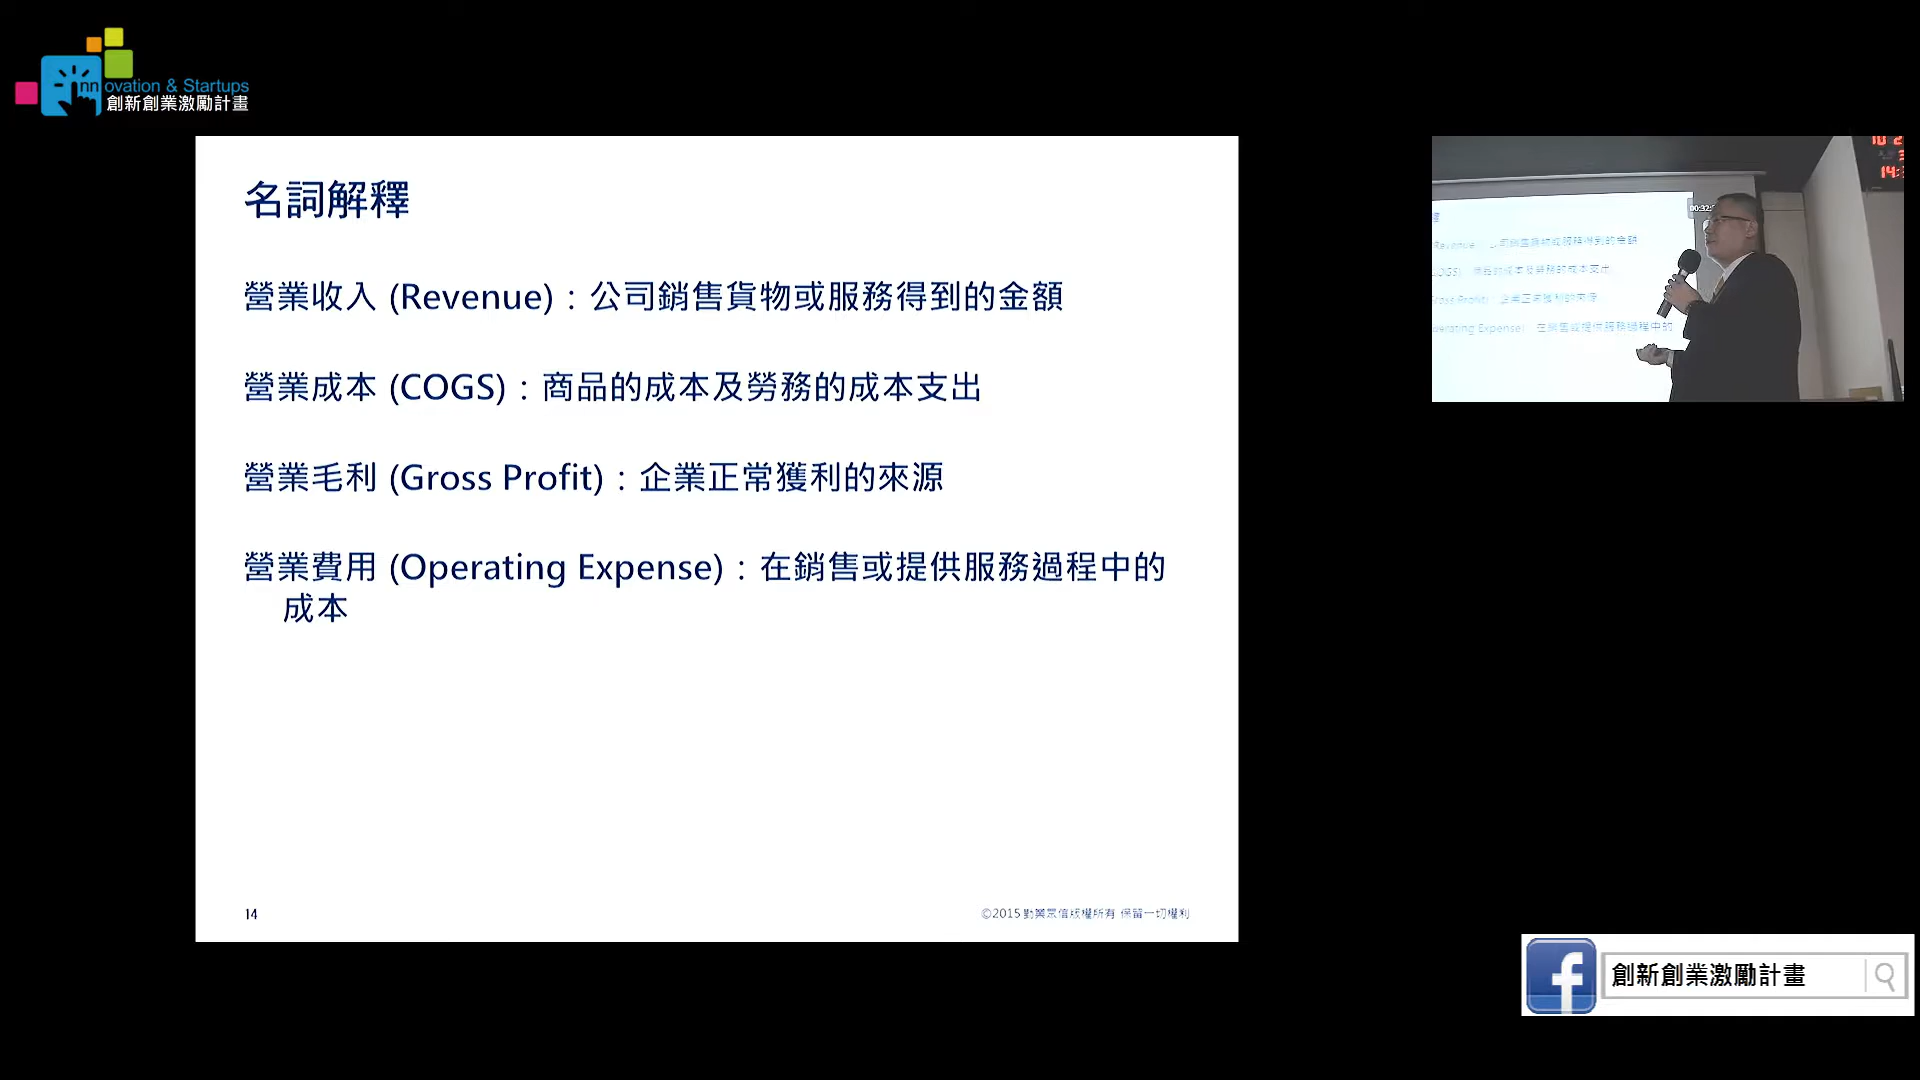 innovation & Startups
創新創業激勵計畫
名詞解釋
營業收入 (Revenue)：公司銷售貨物或服務得到的金額
營業成本 (COGS)：商品的成本及勞務的成本支出
營業毛利 (Gross Profit)：企業正常獲利的來源
營業費用 (Operating Expense)：在銷售或提供服務過程中的
成本
14
©2015 勤業眾信版權所有 保留一切權利
創新創業激勵計畫